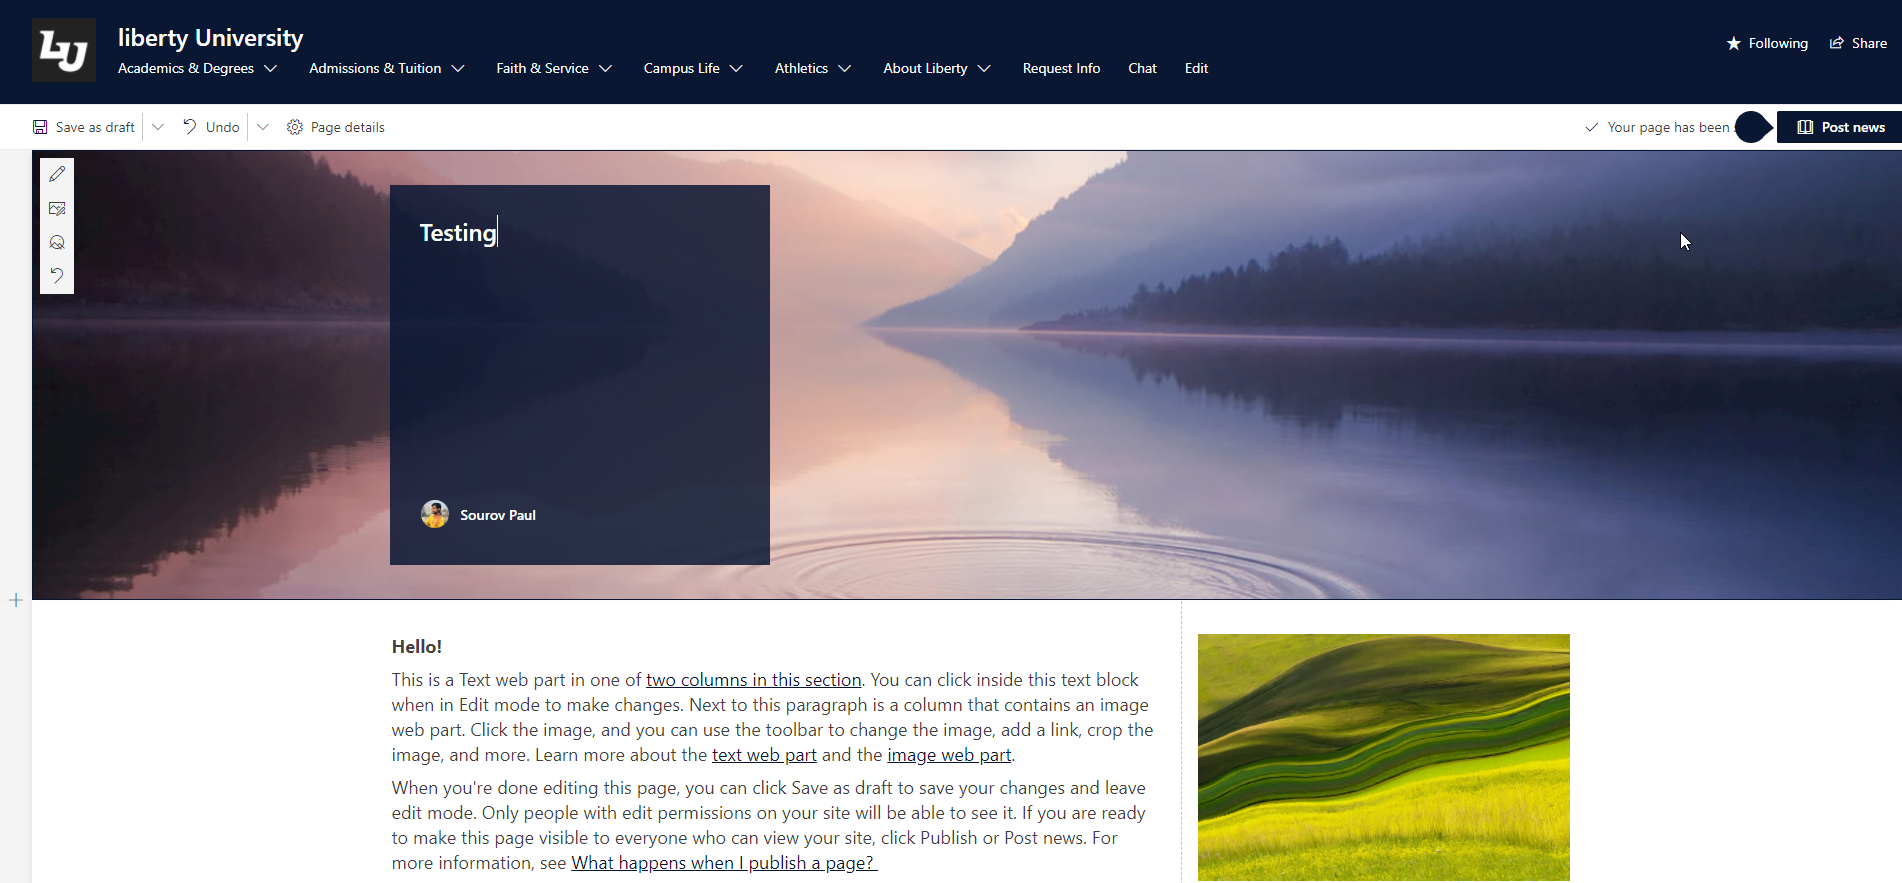 LU
liberty University
Academics & Degrees Admissions & Tuition Faith & Service Campus Life Athletics About Liberty Request Info Chat Edit
Following Share
Save as draft Undo Page details Your page has been Post news
Testing
Sourov Paul
Hello!
This is a Text web part in one of two columns in this section. You can click inside this text block
when in Edit mode to make changes. Next to this paragraph is a column that contains an image
web part. Click the image, and you can use the toolbar to change the image, add a link, crop the
image, and more. Learn more about the text web part and the image web part.
When you're done editing this page, you can click Save as draft to save your changes and leave
edit mode. Only people with edit permissions on your site will be able to see it. If you are ready
to make this page visible to everyone who can view your site, click Publish or Post news. For
more information, see What happens when I publish a page?